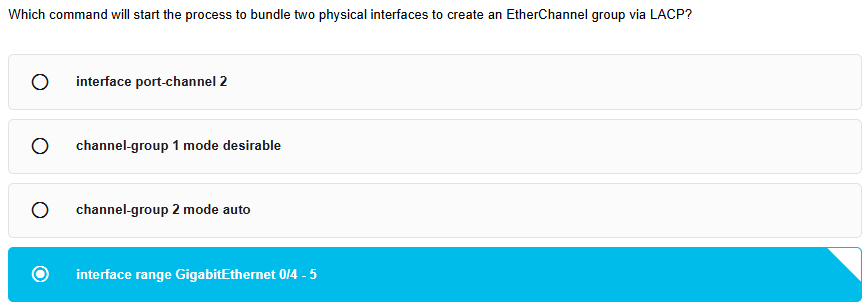 Which command will start the process to bundle two physical interfaces to create an EtherChannel group via LACP?
interface port-channel 2
channel-group 1 mode desirable
channel-group 2 mode auto
interface range GigabitEthernet 0/4 - 5